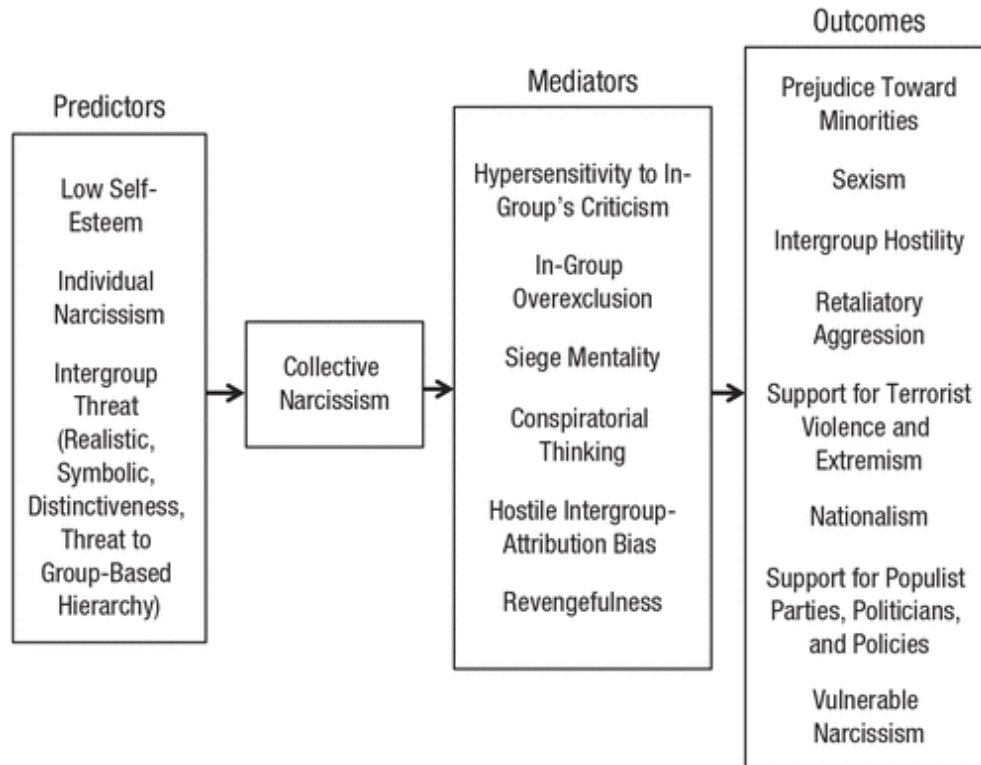 Predictors
Low Self-
Esteem
Individual
Narcissism
Intergroup
Threat
(Realistic,
Symbolic,
Distinctiveness,
Threat to
Group-Based
Hierarchy)
Collective
Narcissism
Mediators
Hypersensitivity to In-
Group's Criticism
In-Group
Overexclusion
Siege Mentality
Conspiratorial
Thinking
Hostile Intergroup-
Attribution Bias
Revengefulness
Outcomes
Prejudice Toward
Minorities
Sexism
Intergroup Hostility
Retaliatory
Aggression
Support for Terrorist
Violence and
Extremism
Nationalism
Support for Populist
Parties, Politicians,
and Policies
Vulnerable
Narcissism